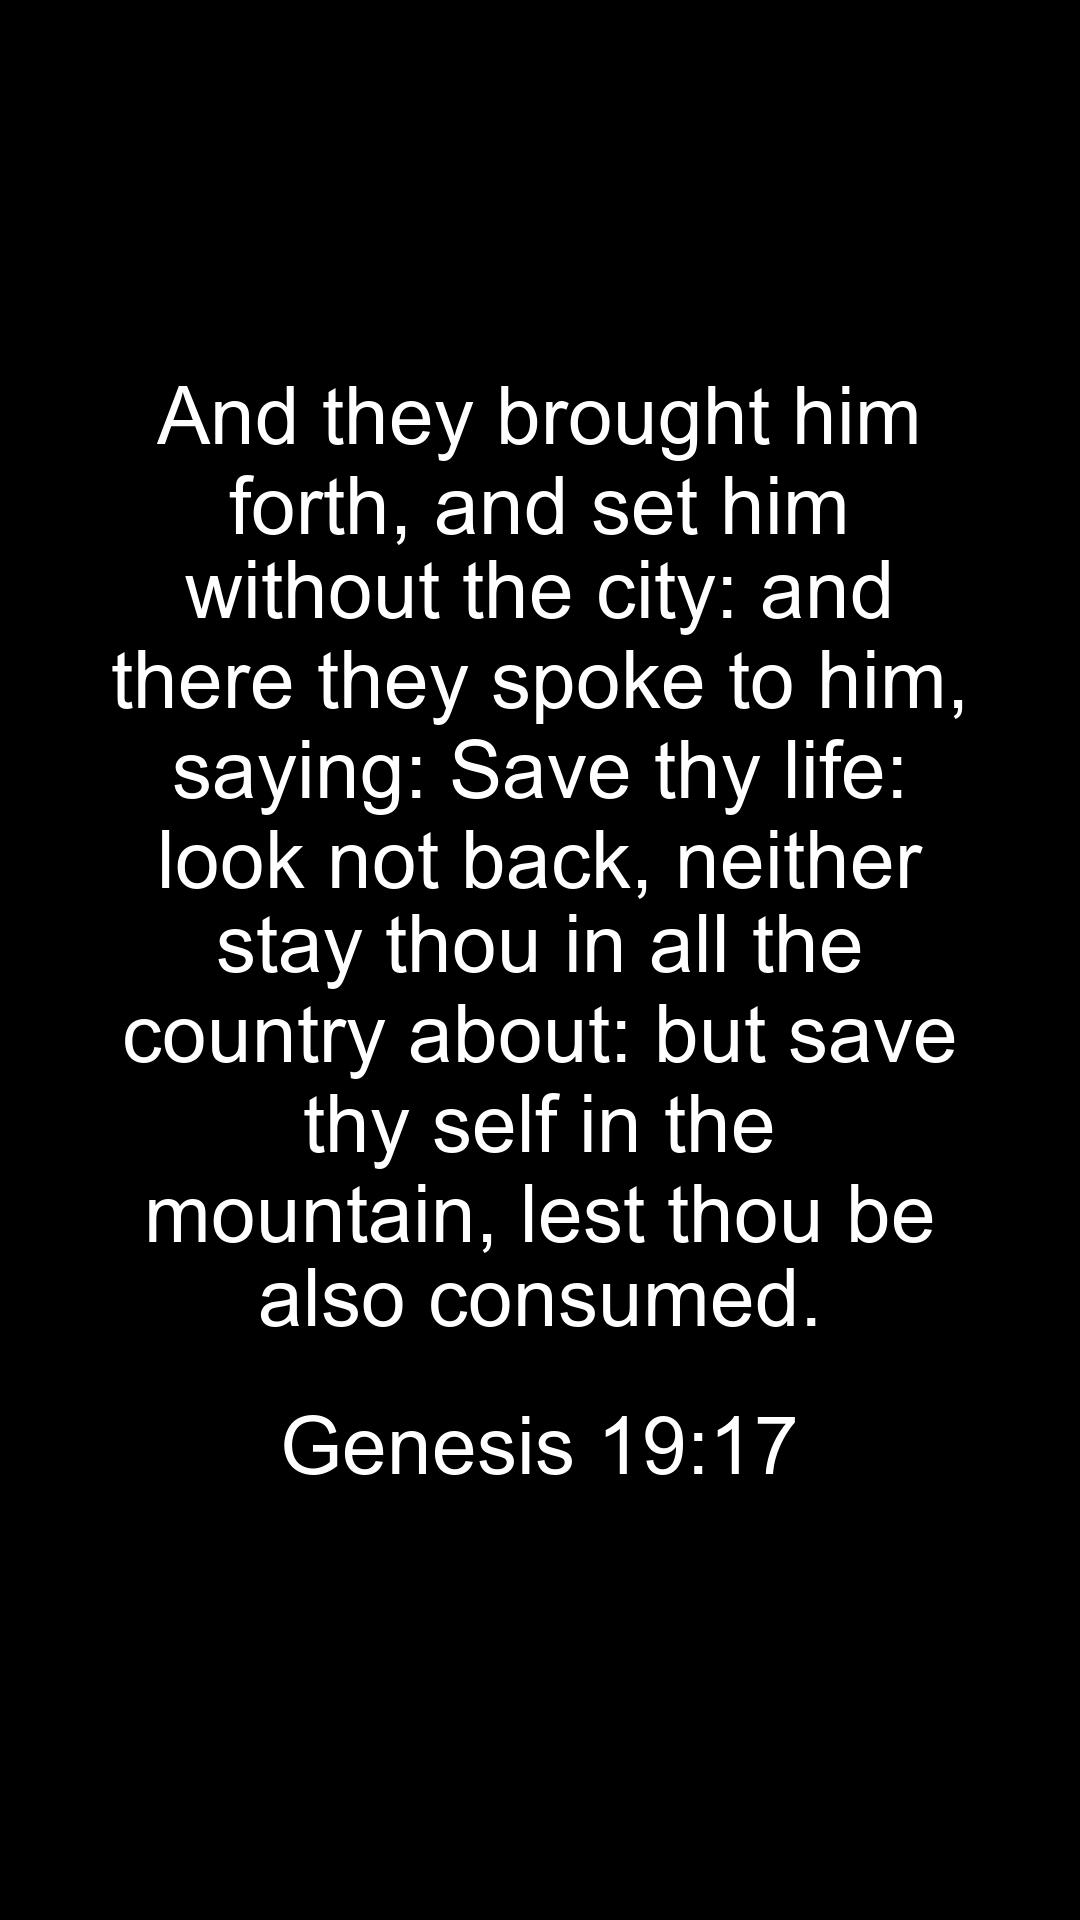 And they brought him
forth, and set him
without the city: and
there they spoke to him,
saying: Save thy life:
look not back, neither
stay thou in all the
country about: but save
thy self in the
mountain, lest thou be
also consumed.
Genesis 19:17